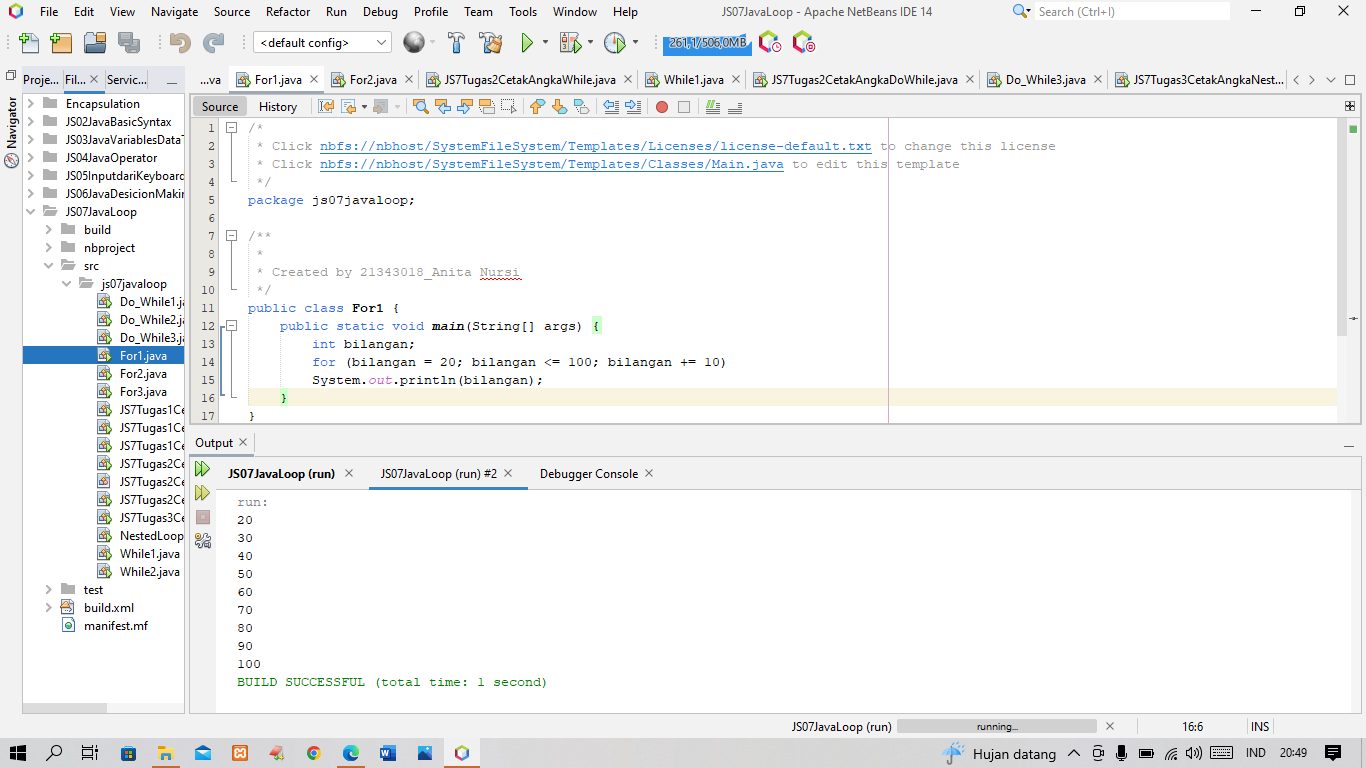 File Edit View Navigate Source Refactor Run Debug Profile Team Tools Window Help JS07JavaLoop - Apache NetBeans IDE 14 Search (Ctrl+I)
<default config> 261,1/506,0MB
Proje... Fil... Servic... ...va For1.java For2.java JS7Tugas2CetakAngkaWhile.java While1.java JS7Tugas2CetakAngkaDoWhile.java Do_While3.java JS7Tugas3CetakAngkaNest...
Navigator
Encapsulation
JS02JavaBasicSyntax
JS03JavaVariablesDataT
JS04JavaOperator
JS05InputdariKeyboard
JS06JavaDesicionMakin
JS07JavaLoop
build
nbproject
src
js07javaloop
Do_While1.ja
Do_While2.ja
Do_While3.ja
For1.java
For2.java
For3.java
JS7Tugas1Ce
JS7Tugas1Ce
JS7Tugas1Ce
JS7Tugas2Ce
JS7Tugas2Ce
JS7Tugas2Ce
JS7Tugas3Ce
NestedLoop
While1.java
While2.java
test
build.xml
manifest.mf
Source History
1 /*
2 * Click nbfs://nbhost/SystemFileSystem/Templates/Licenses/license-default.txt to change this license
3 * Click nbfs://nbhost/SystemFileSystem/Templates/Classes/Main.java to edit this template
4 */
5 package js07javaloop;
6
7 /**
8 *
9 * Created by 21343018_Anita Nursi
10 */
11 public class For1 {
12 public static void main(String[] args) {
13 int bilangan;
14 for (bilangan = 20; bilangan <= 100; bilangan += 10)
15 System.out.println(bilangan);
16 }
17 }
Output
JS07JavaLoop (run) JS07JavaLoop (run) #2 Debugger Console
run:
20
30
40
50
60
70
80
90
100
BUILD SUCCESSFUL (total time: 1 second)
JS07JavaLoop (run) running... 16:6 INS
Hujan datang IND 20:49